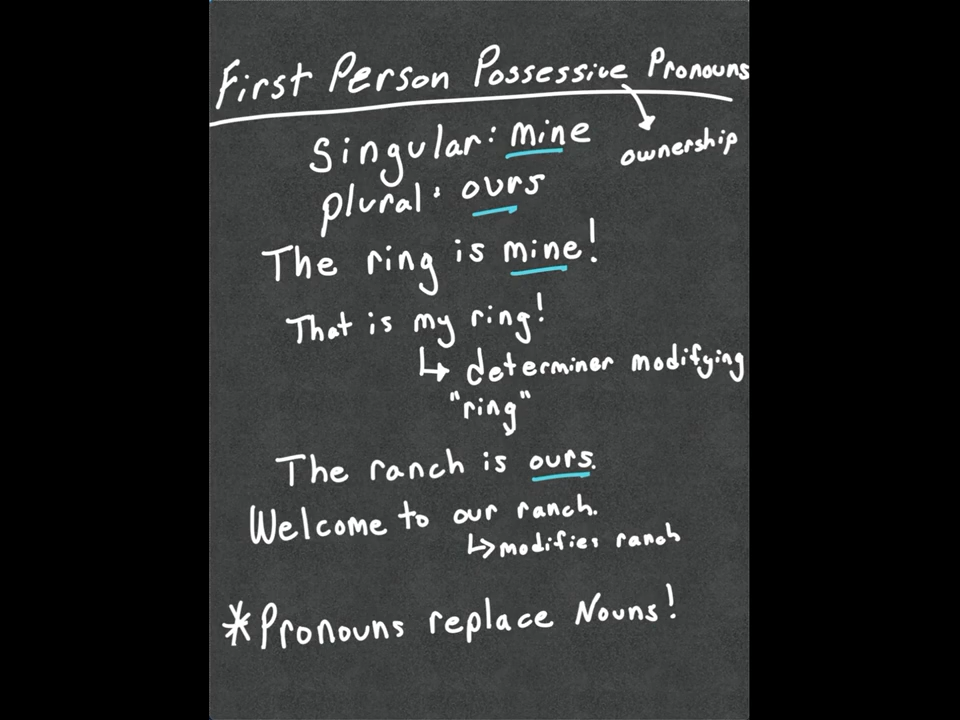 First Person Possessive Pronouns
ownership
Singular: mine
plural: ours
The ring is mine!
That is my ring!
↳ determiner modifying
"ring"
The ranch is ours.
Welcome to our ranch.
↳ modifies ranch
*Pronouns replace Nouns!